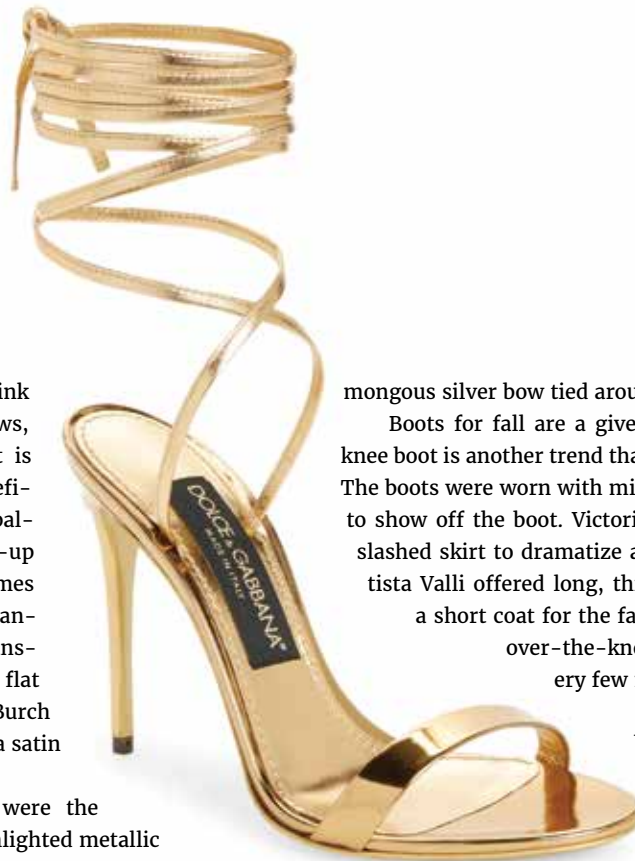 ink
ws,
t is
efi-
bal-
-up
mes
an-
ns-
flat
Burch
a satin
were the
lighted metallic
DOLCE & GABBANA
MADE IN ITALY
mongous silver bow tied arou
Boots for fall are a give
knee boot is another trend tha
The boots were worn with mi
to show off the boot. Victori
slashed skirt to dramatize a
tista Valli offered long, th
a short coat for the fa
over-the-kne
ery few